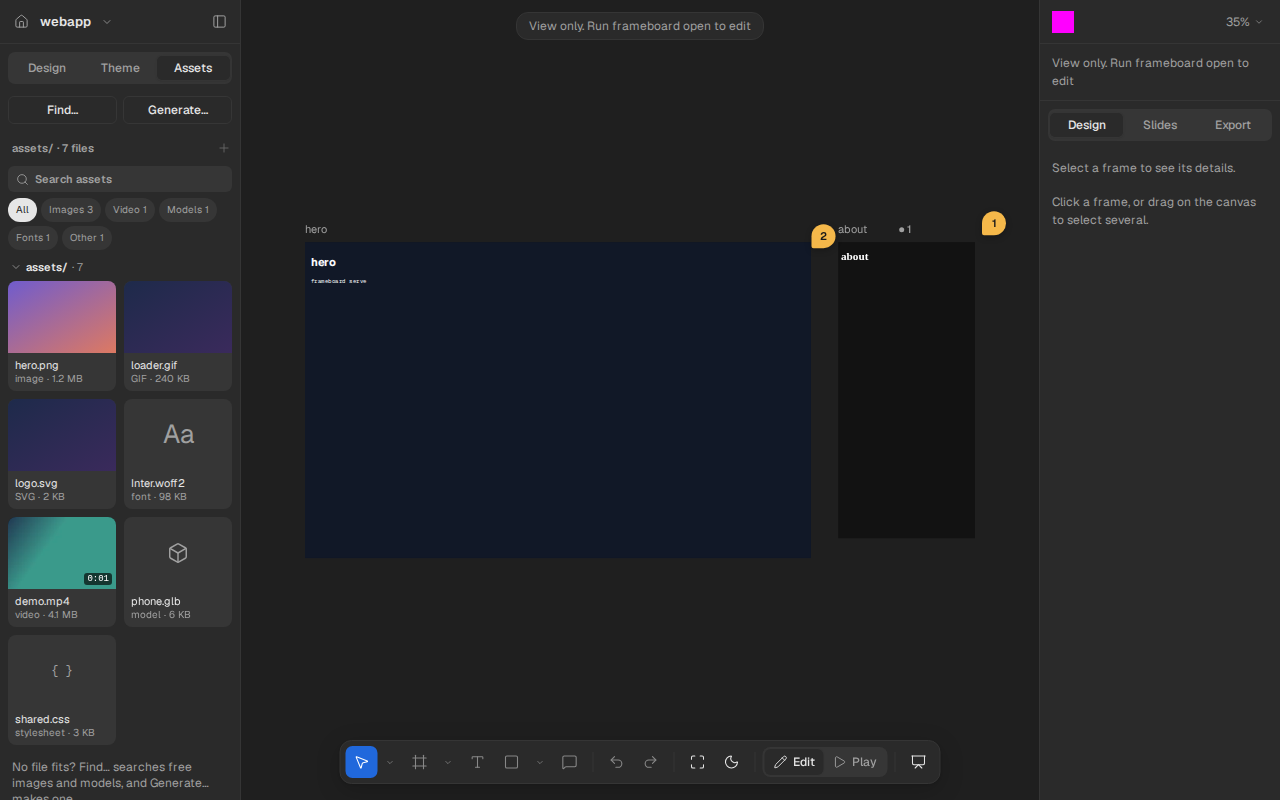 webapp
Design Theme Assets
Find... Generate...
assets/ · 7 files
Search assets
All Images 3 Video 1 Models 1
Fonts 1 Other 1
assets/ · 7
hero.png
image · 1.2 MB
loader.gif
GIF · 240 KB
logo.svg
SVG · 2 KB
Aa
Inter.woff2
font · 98 KB
0:01
demo.mp4
video · 4.1 MB
phone.glb
model · 6 KB
{ }
shared.css
stylesheet · 3 KB
No file fits? Find... searches free
images and models, and Generate...
makes one.
View only. Run frameboard open to edit
hero
2
about
1
1
hero
frameboard serve
about
Edit Play
35%
View only. Run frameboard open to
edit
Design Slides Export
Select a frame to see its details.
Click a frame, or drag on the canvas
to select several.